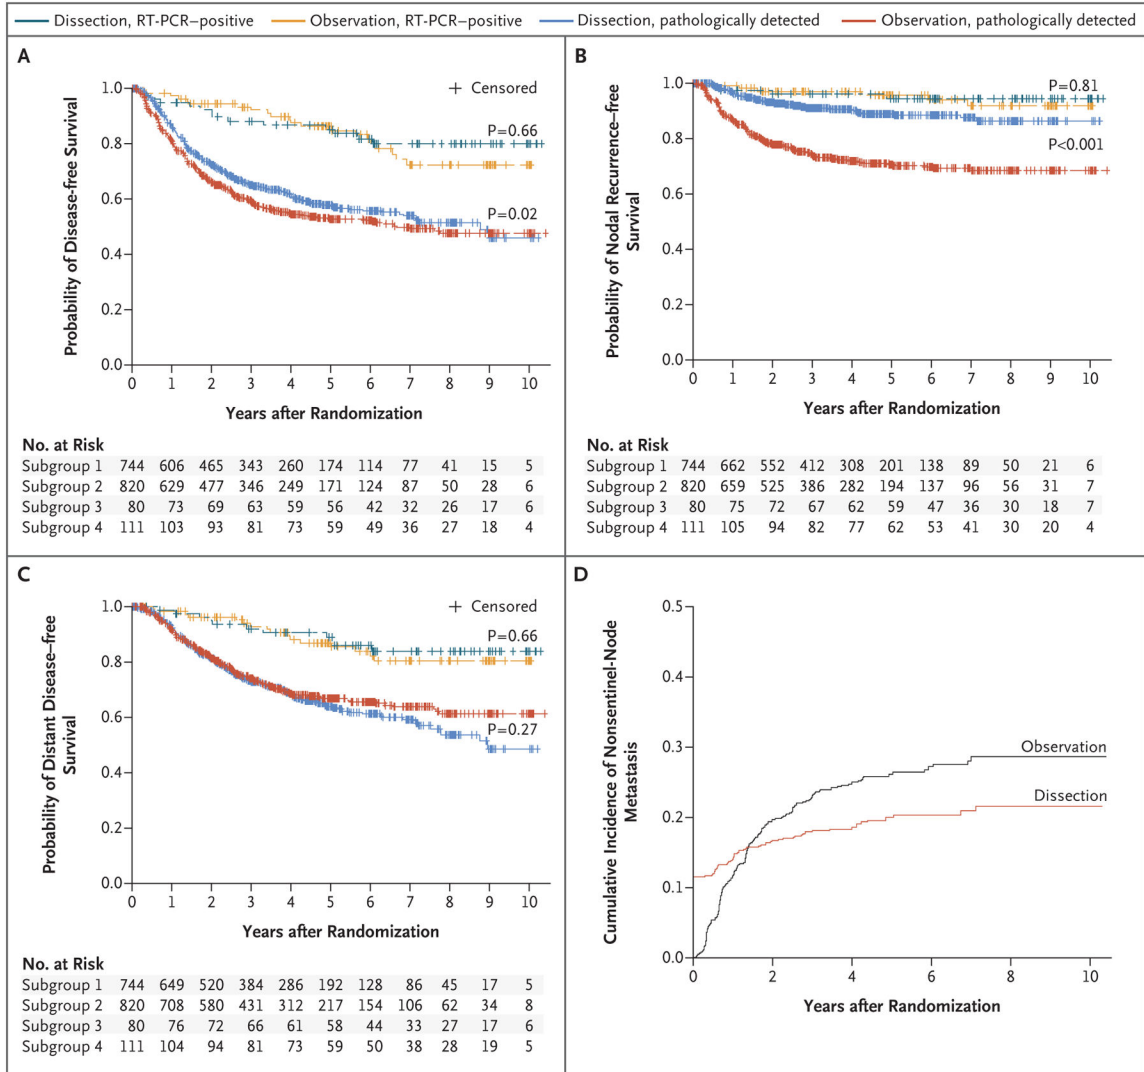 Dissection, RT-PCR–positive Observation, RT-PCR–positive Dissection, pathologically detected Observation, pathologically detected
A
Probability of Disease-free Survival
1.0
0.8
0.6
0.4
0.2
0.0
+ Censored
P=0.66
P=0.02
0 1 2 3 4 5 6 7 8 9 10
Years after Randomization
No. at Risk
Subgroup 1 744 606 465 343 260 174 114 77 41 15 5
Subgroup 2 820 629 477 346 249 171 124 87 50 28 6
Subgroup 3 80 73 69 63 59 56 42 32 26 17 6
Subgroup 4 111 103 93 81 73 59 49 36 27 18 4
B
Probability of Nodal Recurrence–free
Survival
1.0
0.8
0.6
0.4
0.2
0.0
P=0.81
P<0.001
0 1 2 3 4 5 6 7 8 9 10
Years after Randomization
No. at Risk
Subgroup 1 744 662 552 412 308 201 138 89 50 21 6
Subgroup 2 820 659 525 386 282 194 137 96 56 31 7
Subgroup 3 80 75 72 67 62 59 47 36 30 18 7
Subgroup 4 111 105 94 82 77 62 53 41 30 20 4
C
Probability of Distant Disease–free
Survival
1.0
0.8
0.6
0.4
0.2
0.0
+ Censored
P=0.66
P=0.27
0 1 2 3 4 5 6 7 8 9 10
Years after Randomization
No. at Risk
Subgroup 1 744 649 520 384 286 192 128 86 45 17 5
Subgroup 2 820 708 580 431 312 217 154 106 62 34 8
Subgroup 3 80 76 72 66 61 58 44 33 27 17 6
Subgroup 4 111 104 94 81 73 59 50 38 28 19 5
D
Cumulative Incidence of Nonsentinel-Node
Metastasis
0.5
0.4
0.3
0.2
0.1
0.0
Observation
Dissection
0 2 4 6 8 10
Years after Randomization